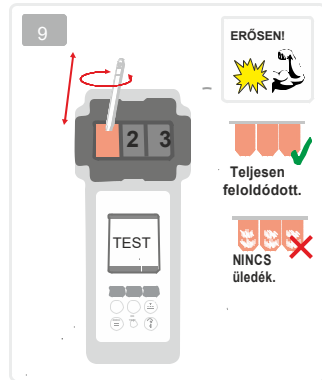 9
ERŐSEN!
2 3
Teljesen
feloldódott.
TEST
NINCS
üledék.